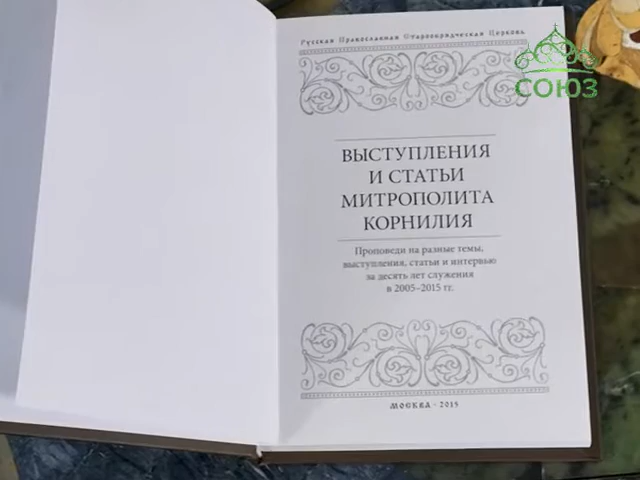 Русская Православная Старообрядческая Церковь
СОЮЗ
ВЫСТУПЛЕНИЯ
И СТАТЬИ
МИТРОПОЛИТА
КОРНИЛИЯ
Проповеди на разные темы,
выступления, статьи и интервью
за десять лет служения
в 2005–2015 гг.
МОСКВА · 2015